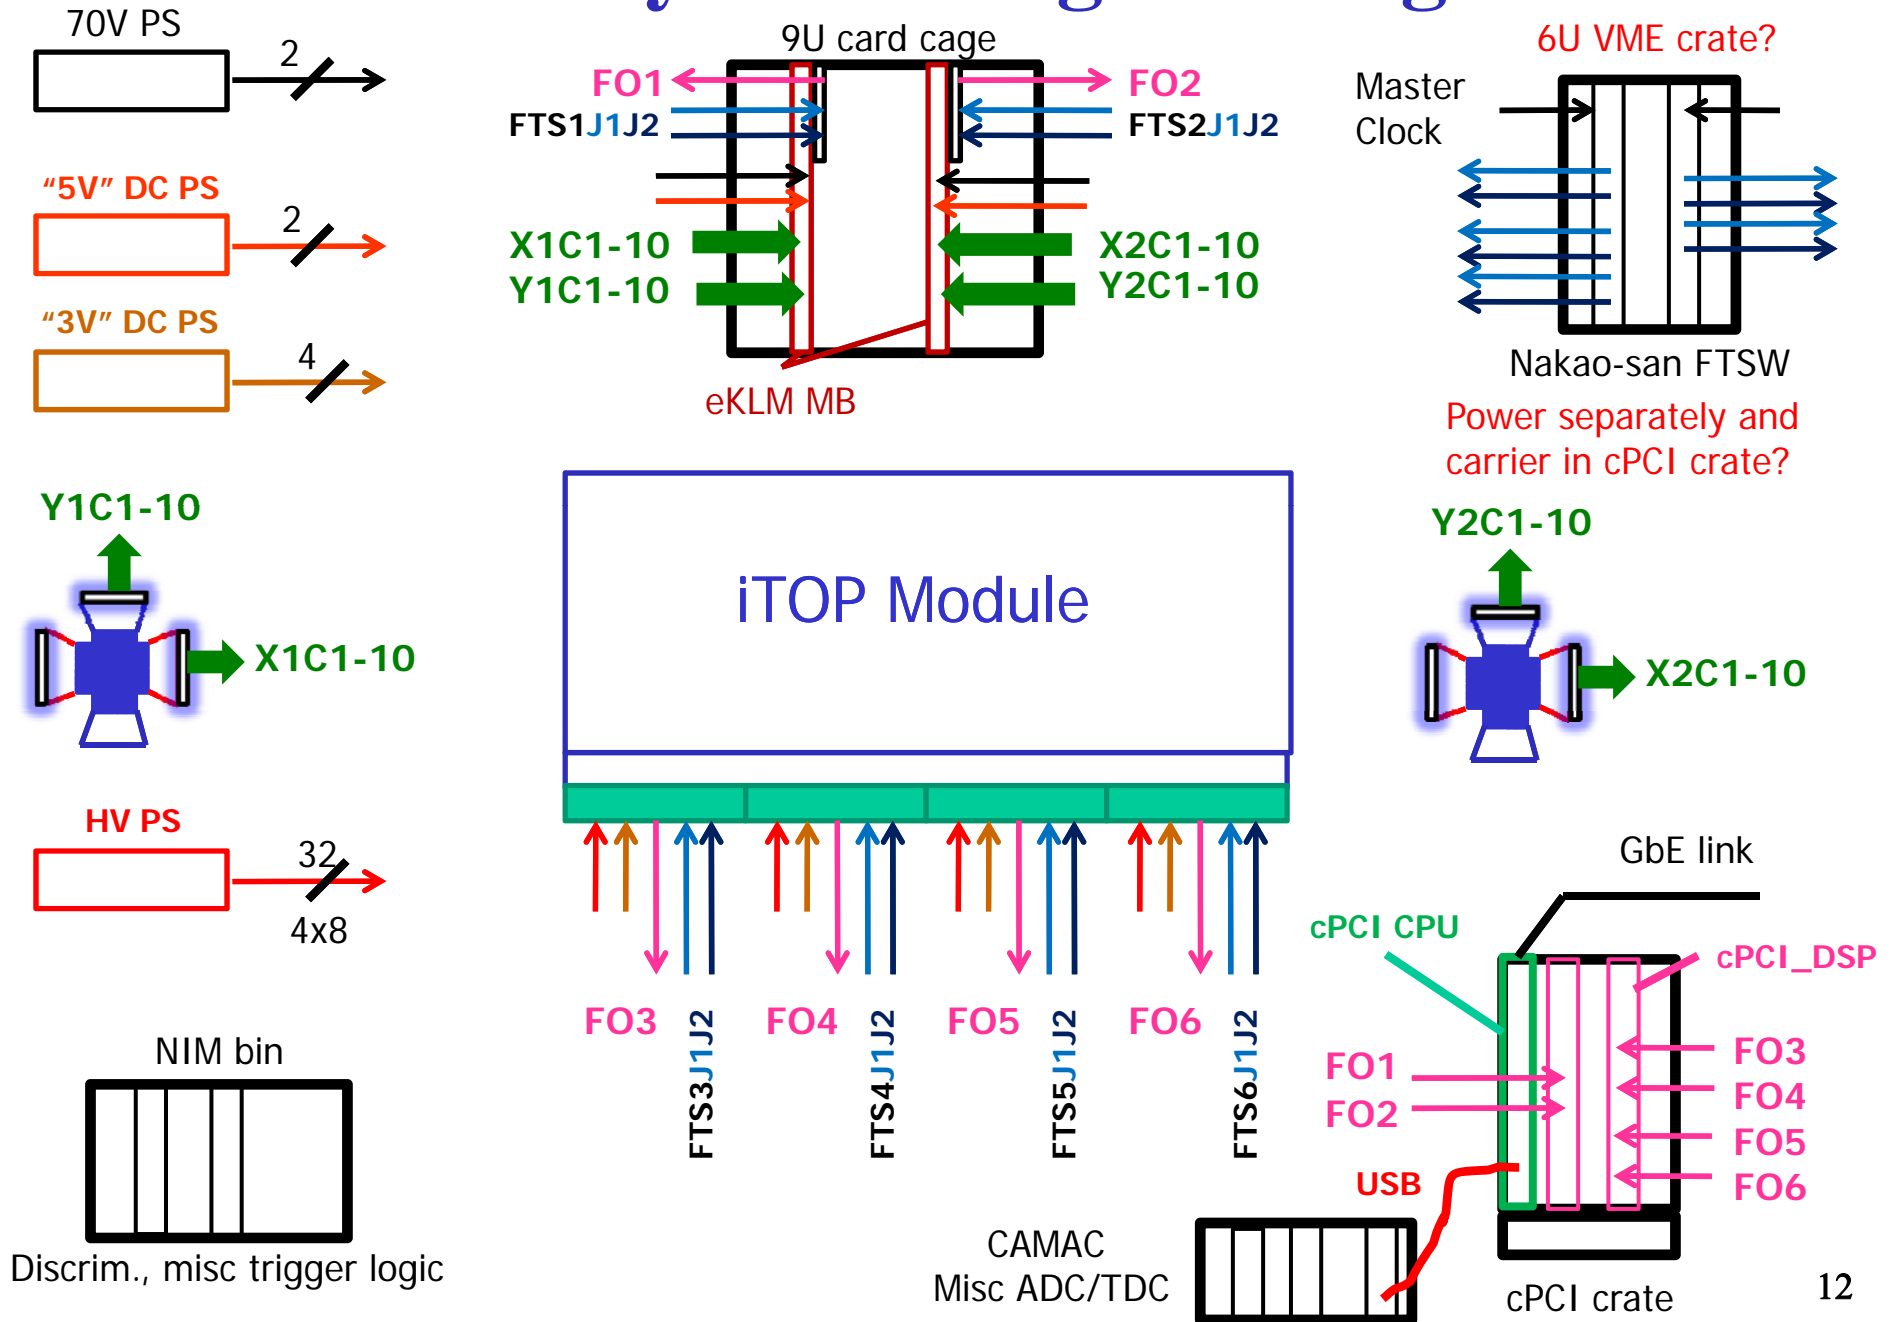 70V PS
2
"5V" DC PS
2
"3V" DC PS
4
9U card cage
FO1
FO2
FTS1J1J2
FTS2J1J2
X1C1-10
X2C1-10
Y1C1-10
Y2C1-10
eKLM MB
6U VME crate?
Master
Clock
Nakao-san FTSW
Power separately and
carrier in cPCI crate?
Y1C1-10
X1C1-10
iTOP Module
Y2C1-10
X2C1-10
HV PS
32
4x8
FO3
FTS3J1J2
FO4
FTS4J1J2
FO5
FTS5J1J2
FO6
FTS6J1J2
NIM bin
Discrim., misc trigger logic
GbE link
cPCI CPU
cPCI_DSP
FO1
FO2
FO3
FO4
FO5
FO6
USB
CAMAC
Misc ADC/TDC
cPCI crate
12